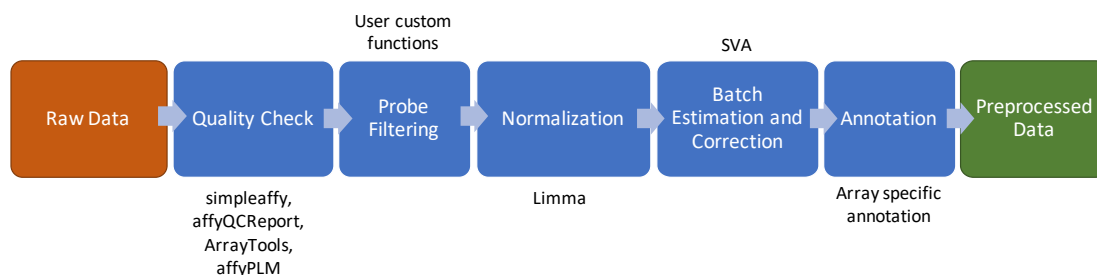 User custom
functions
SVA
Raw Data
Quality Check
Probe
Filtering
Normalization
Batch
Estimation and
Correction
Annotation
Preprocessed
Data
simpleaffy,
affyQCReport,
ArrayTools,
affyPLM
Limma
Array specific
annotation